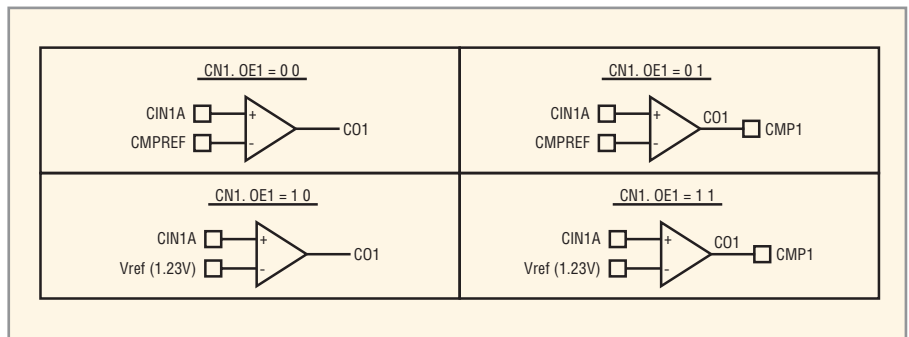 CN1. OE1 = 0 0
CIN1A
+
CO1
CMPREF
-
CN1. OE1 = 0 1
CIN1A
+
CO1
CMP1
CMPREF
-
CN1. OE1 = 1 0
CIN1A
+
CO1
Vref (1.23V)
-
CN1. OE1 = 1 1
CIN1A
+
CO1
CMP1
Vref (1.23V)
-